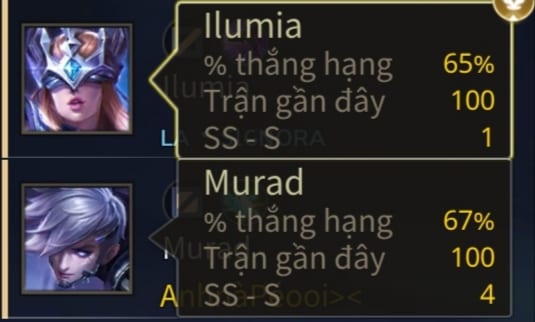 Ilumia
% thắng hạng 65%
Trận gần đây 100
SS - S 1
Murad
% thắng hạng 67%
Trận gần đây 100
SS - S 4